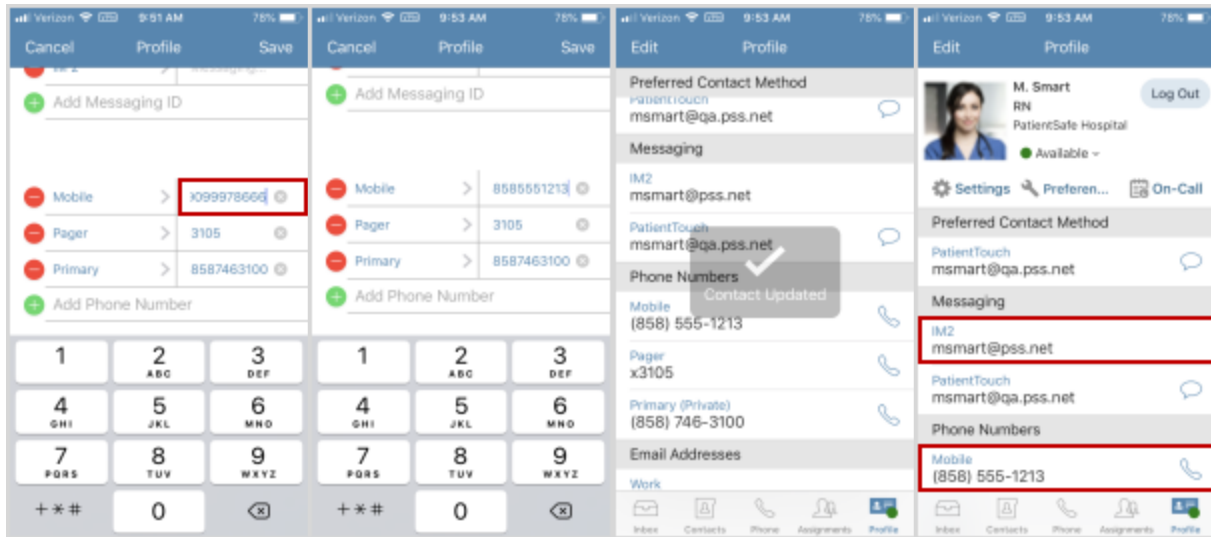 Verizon 9:51 AM 78%
Cancel Profile Save
IM2 Messaging...
Add Messaging ID
Mobile 9099978666
Pager 3105
Primary 8587463100
Add Phone Number
1 2 3
ABC DEF
4 5 6
GHI JKL MNO
7 8 9
PQRS TUV WXYZ
+*# 0
Verizon 9:53 AM 78%
Cancel Profile Save
Add Messaging ID
Mobile 8585551213
Pager 3105
Primary 8587463100
Add Phone Number
1 2 3
ABC DEF
4 5 6
GHI JKL MNO
7 8 9
PQRS TUV WXYZ
+*# 0
Verizon 9:53 AM 78%
Edit Profile
Preferred Contact Method
PatientTouch
msmart@qa.pss.net
Messaging
IM2
msmart@pss.net
PatientTouch
msmart@qa.pss.net
Phone Numbers
Contact Updated
Mobile
(858) 555-1213
Pager
x3105
Primary (Private)
(858) 746-3100
Email Addresses
Work
Inbox Contacts Phone Assignments Profile
Verizon 9:53 AM 78%
Edit Profile
M. Smart
RN
PatientSafe Hospital
Log Out
Available
Settings Preferen... On-Call
Preferred Contact Method
PatientTouch
msmart@qa.pss.net
Messaging
IM2
msmart@pss.net
PatientTouch
msmart@qa.pss.net
Phone Numbers
Mobile
(858) 555-1213
Inbox Contacts Phone Assignments Profile